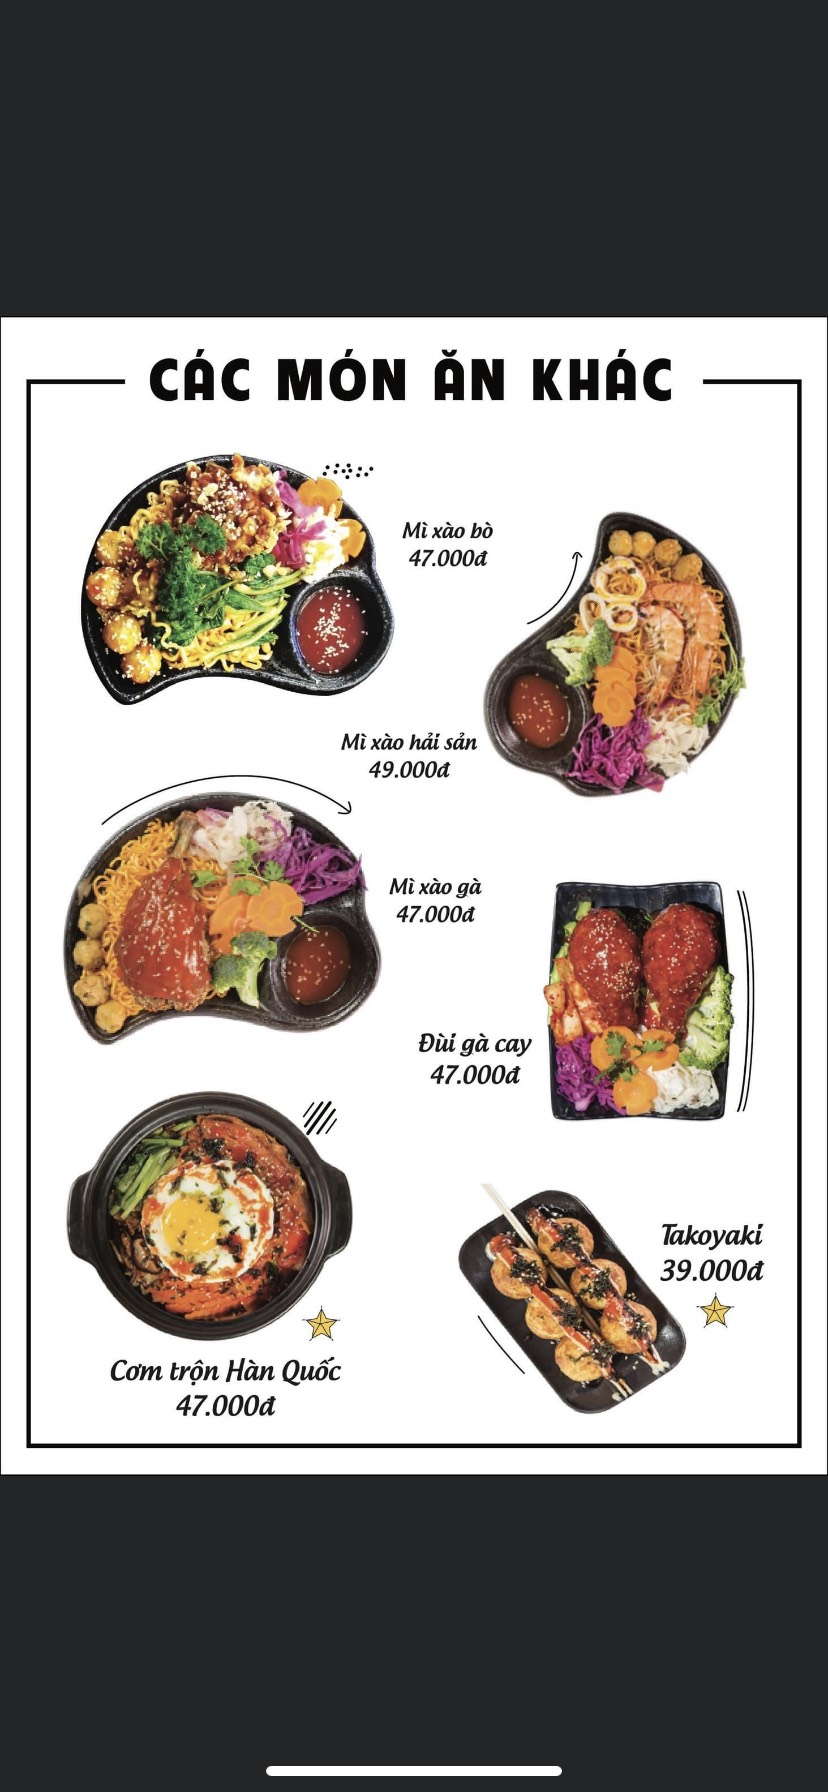 CÁC MÓN ĂN KHÁC
Mì xào bò
47.000đ
Mì xào hải sản
49.000đ
Mì xào gà
47.000đ
Đùi gà cay
47.000đ
Cơm trộn Hàn Quốc
47.000đ
Takoyaki
39.000đ